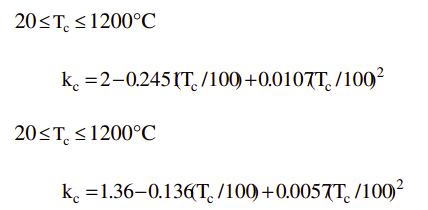 20≤T_c≤1200°C
k_c=2−0.2451(T_c/100)+0.0107(T_c/100)²
20≤T_c≤1200°C
k_c=1.36−0.136(T_c/100)+0.0057(T_c/100)²